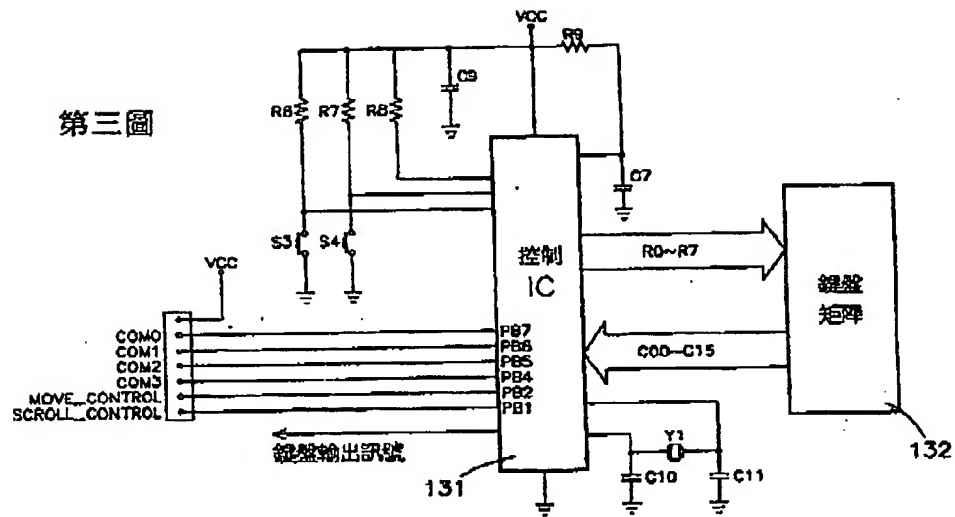 第三圖
VCC
R9
C9
R6
R7
R8
C7
S3
S4
控制
IC
R0~R7
鍵盤
矩陣
C00~C15
VCC
COM0
COM1
COM2
COM3
MOVE_CONTROL
SCROLL_CONTROL
PB7
PB6
PB5
PB4
PB2
PB1
鍵盤輸出訊號
131
Y1
C10
C11
132